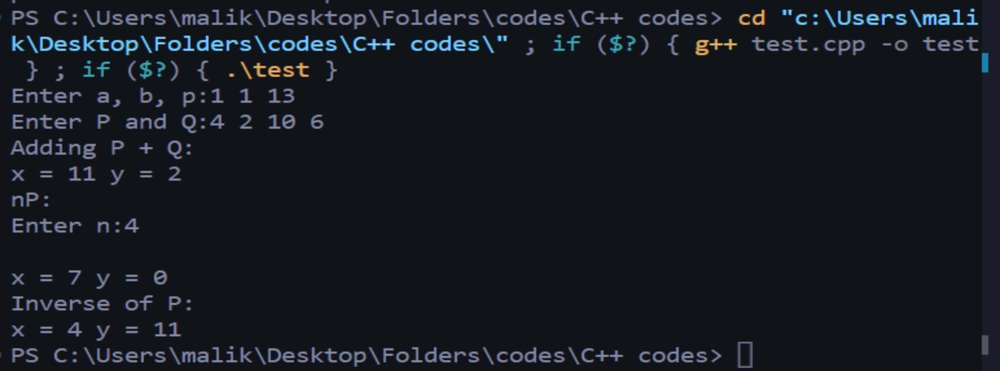 PS C:\Users\malik\Desktop\Folders\codes\C++ codes> cd "c:\Users\mali
k\Desktop\Folders\codes\C++ codes\" ; if ($?) { g++ test.cpp -o test
 } ; if ($?) { .\test }
Enter a, b, p:1 1 13
Enter P and Q:4 2 10 6
Adding P + Q:
x = 11 y = 2
nP:
Enter n:4
x = 7 y = 0
Inverse of P:
x = 4 y = 11
PS C:\Users\malik\Desktop\Folders\codes\C++ codes>